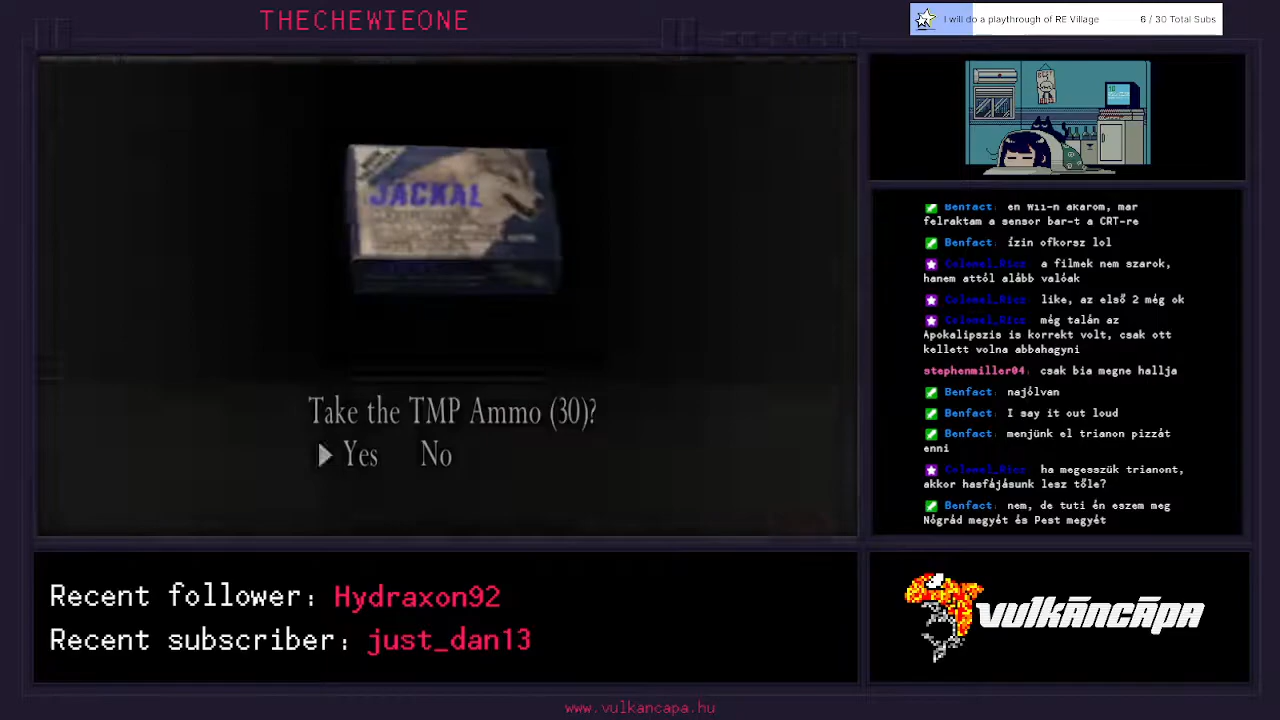 THECHEWIEONE
I will do a playthrough of RE Village
6 / 30 Total Subs
JACKAL
Take the TMP Ammo (30)?
Yes No
Benfact: én Wii-n akarom, már
felraktam a sensor bar-t a CRT-re
Benfact: ízin ofkorsz lol
a filmek nem szarok,
hanem attól alább valóak
like, az első 2 még ok
még talán az
Apokalipszis is korrekt volt, csak ott
kellett volna abbahagyni
stephenmiller04: csak bia megne hallja
Benfact: najólvan
Benfact: I say it out loud
Benfact: menjünk el trianon pizzát
enni
ha megesszük trianont,
akkor hasfájásunk lesz tőle?
Benfact: nem, de tuti én eszem meg
Nógrád megyét és Pest megyét
Recent follower: Hydraxon92
Recent subscriber: just_dan13
vulkáncápa
www.vulkancapa.hu